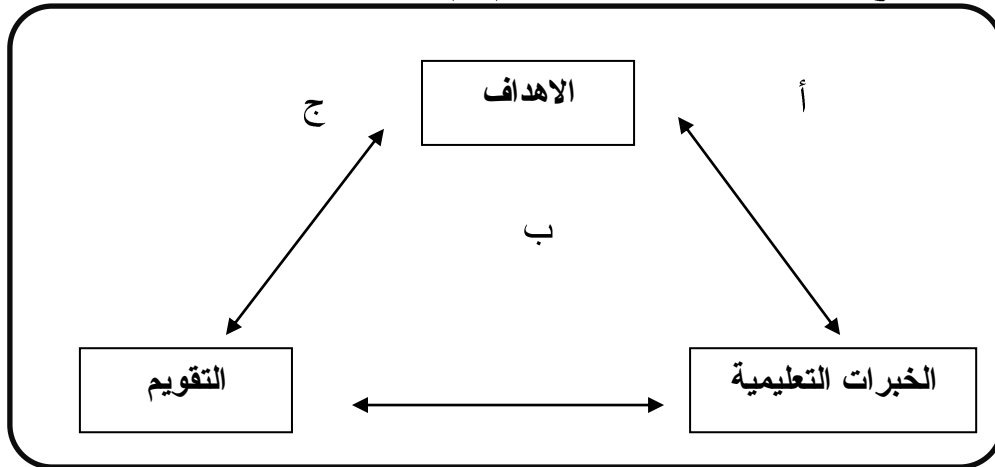 أ
الاهداف
ج
ب
الخبرات التعليمية
التقويم